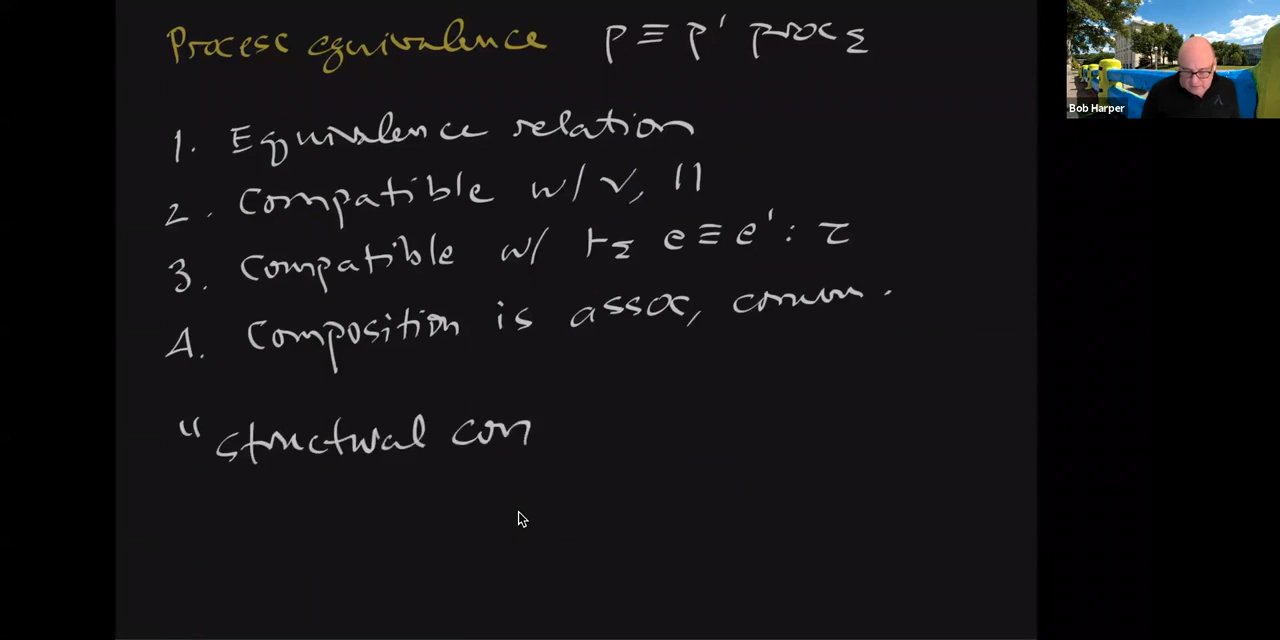 Process equivalence p ≡ p' proc Σ
Bob Harper
1. Equivalence relation
2. Compatible w/ ν, ||
3. Compatible w/ ⊢Σ e ≡ e' : τ
4. Composition is assoc, comm.
"structural con